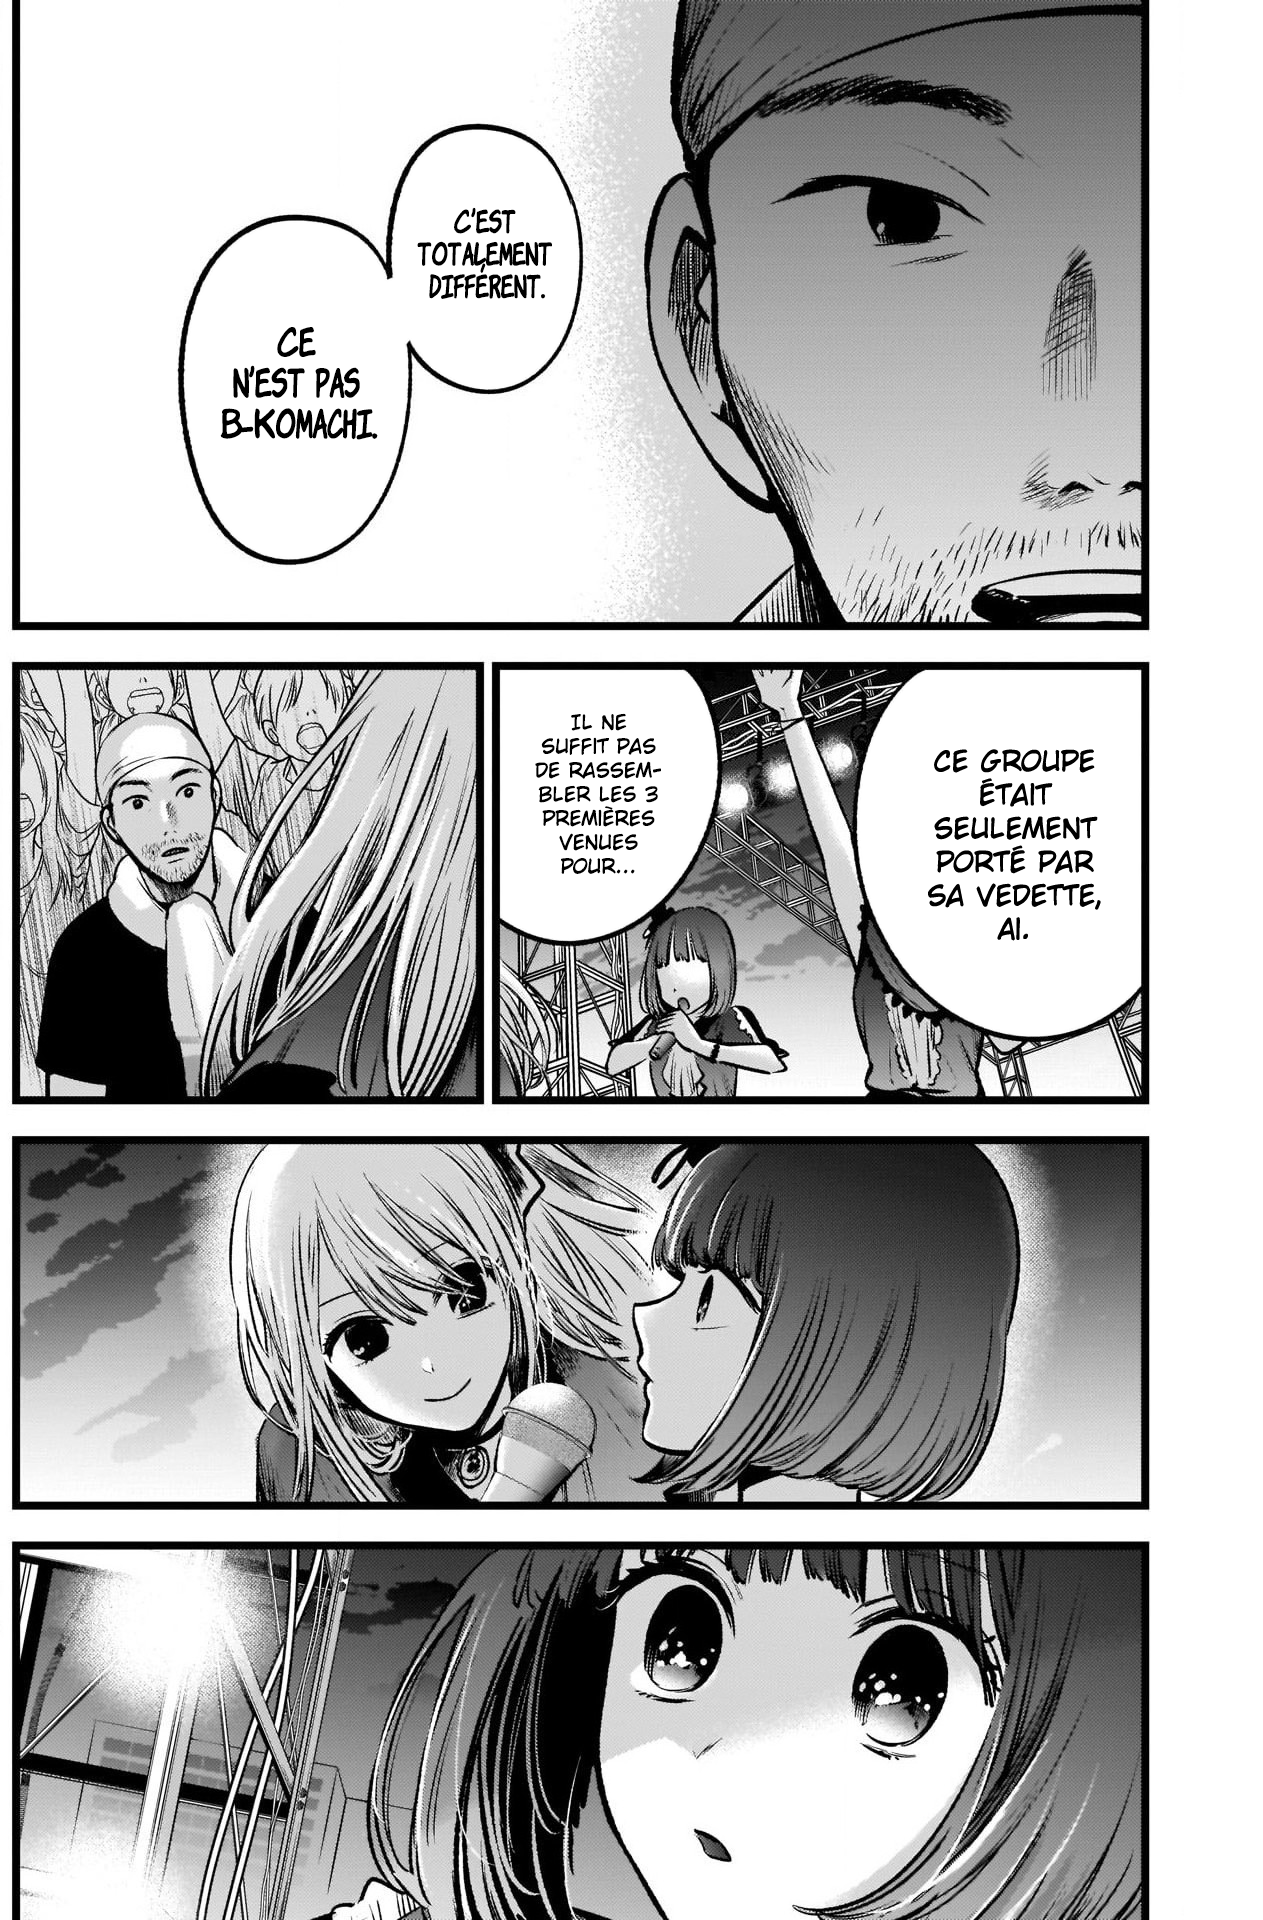 C'EST
TOTALEMENT
DIFFÉRENT.
CE
N'EST PAS
B-KOMACHI.
CE GROUPE
ÉTAIT
SEULEMENT
PORTÉ PAR
SA VEDETTE,
AI.
IL NE
SUFFIT PAS
DE RASSEM-
BLER LES 3
PREMIÈRES
VENUES
POUR...